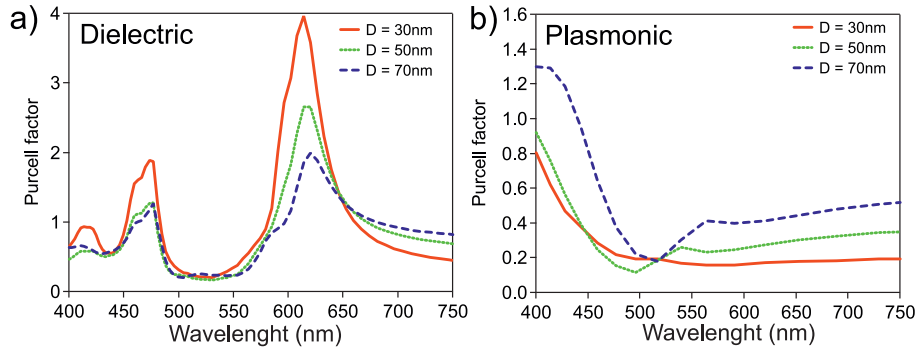 a)
Dielectric
D = 30nm
D = 50nm
D = 70nm
Purcell factor
4
3
2
1
0
400 450 500 550 600 650 700 750
Wavelenght (nm)
b)
Plasmonic
D = 30nm
D = 50nm
D = 70nm
Purcell factor
1.6
1.4
1.2
1.0
0.8
0.6
0.4
0.2
0.0
400 450 500 550 600 650 700 750
Wavelenght (nm)